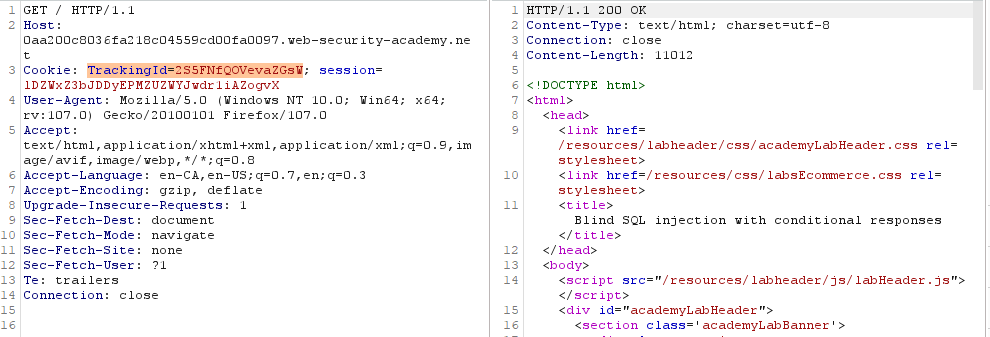 1 GET / HTTP/1.1
2 Host:
0aa200c8036fa218c04559cd00fa0097.web-security-academy.ne
t
3 Cookie: TrackingId=2S5FNfQOVevaZGsW; session=
lDZWxZ3bJDDyEPMZUZWYJwdr1iAZogvX
4 User-Agent: Mozilla/5.0 (Windows NT 10.0; Win64; x64;
rv:107.0) Gecko/20100101 Firefox/107.0
5 Accept:
text/html,application/xhtml+xml,application/xml;q=0.9,im
age/avif,image/webp,*/*;q=0.8
6 Accept-Language: en-CA,en-US;q=0.7,en;q=0.3
7 Accept-Encoding: gzip, deflate
8 Upgrade-Insecure-Requests: 1
9 Sec-Fetch-Dest: document
10 Sec-Fetch-Mode: navigate
11 Sec-Fetch-Site: none
12 Sec-Fetch-User: ?1
13 Te: trailers
14 Connection: close
15
16
1 HTTP/1.1 200 OK
2 Content-Type: text/html; charset=utf-8
3 Connection: close
4 Content-Length: 11012
5
6 <!DOCTYPE html>
7 <html>
8 <head>
9 <link href=
/resources/labheader/css/academyLabHeader.css rel=
stylesheet>
10 <link href=/resources/css/labsEcommerce.css rel=
stylesheet>
11 <title>
Blind SQL injection with conditional responses
</title>
12 </head>
13 <body>
14 <script src="/resources/labheader/js/labHeader.js">
</script>
15 <div id="academyLabHeader">
16 <section class='academyLabBanner'>